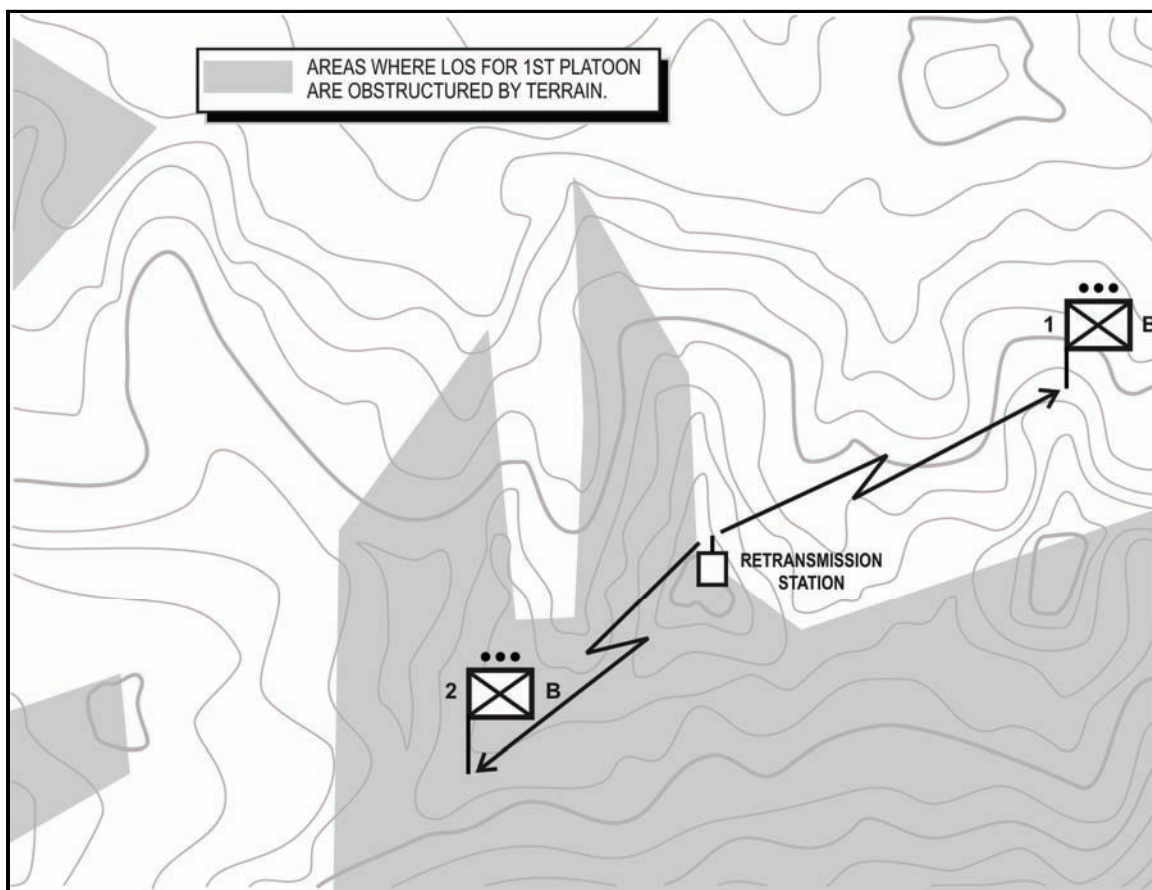 AREAS WHERE LOS FOR 1ST PLATOON
ARE OBSTRUCTURED BY TERRAIN.
1 B
RETRANSMISSION
STATION
2 B